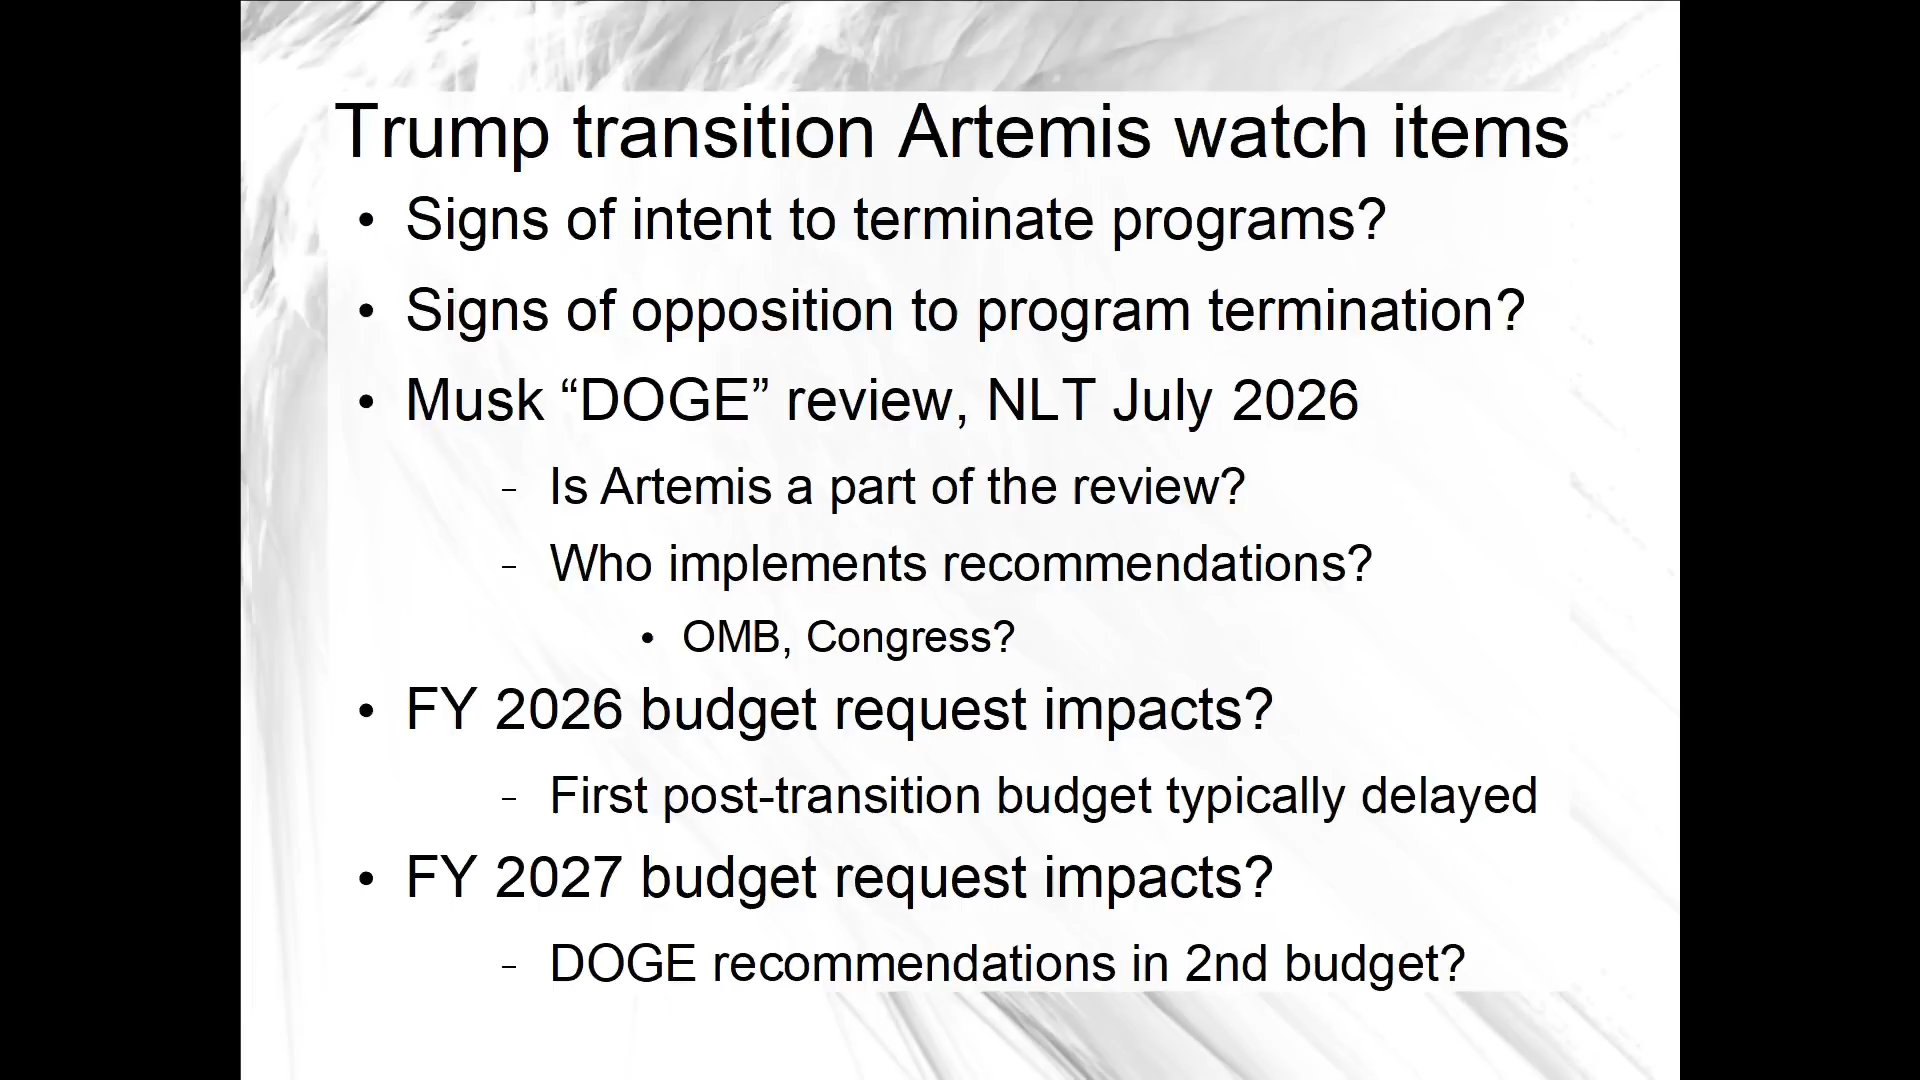 Trump transition Artemis watch items
• Signs of intent to terminate programs?
• Signs of opposition to program termination?
• Musk “DOGE” review, NLT July 2026
– Is Artemis a part of the review?
– Who implements recommendations?
• OMB, Congress?
• FY 2026 budget request impacts?
– First post-transition budget typically delayed
• FY 2027 budget request impacts?
– DOGE recommendations in 2nd budget?